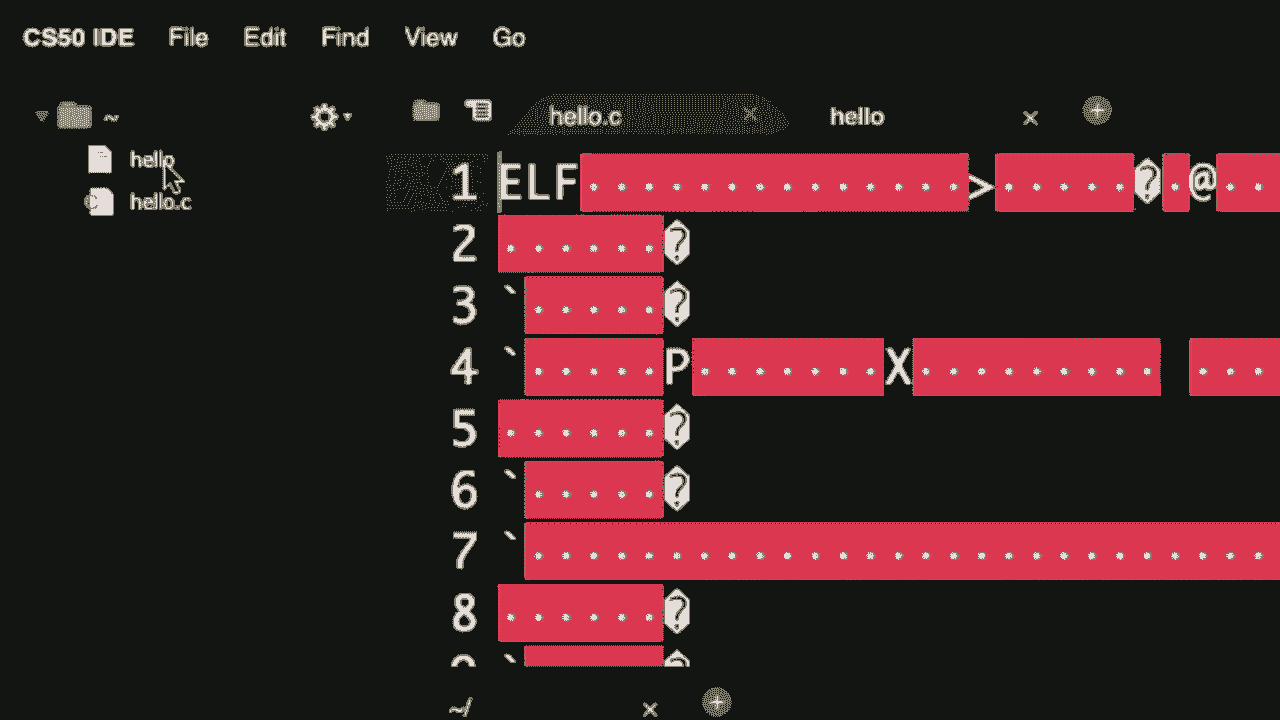 CS50 IDE File Edit Find View Go
~ hello.c × hello × +
hello
hello.c
1 ELF..............>.....�.@..
2 ......�
3 `.....�
4 `.....P.......X......... ...
5 ......�
6 `.....�
7 `...........................
8 ......�
~/ × +